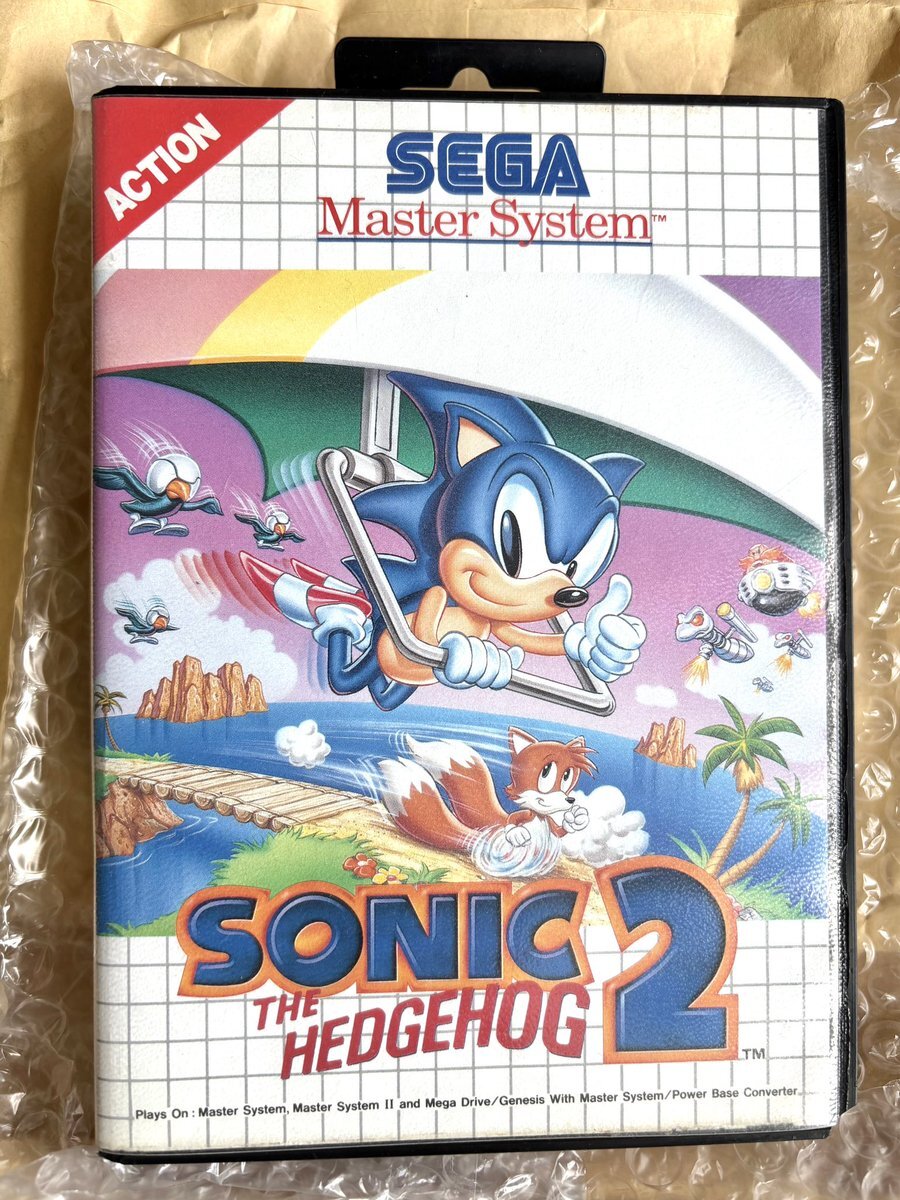 ACTION
SEGA
Master System™
SONIC 2
THE
HEDGEHOG
TM
Plays On : Master System, Master System II and Mega Drive/Genesis With Master System/Power Base Converter